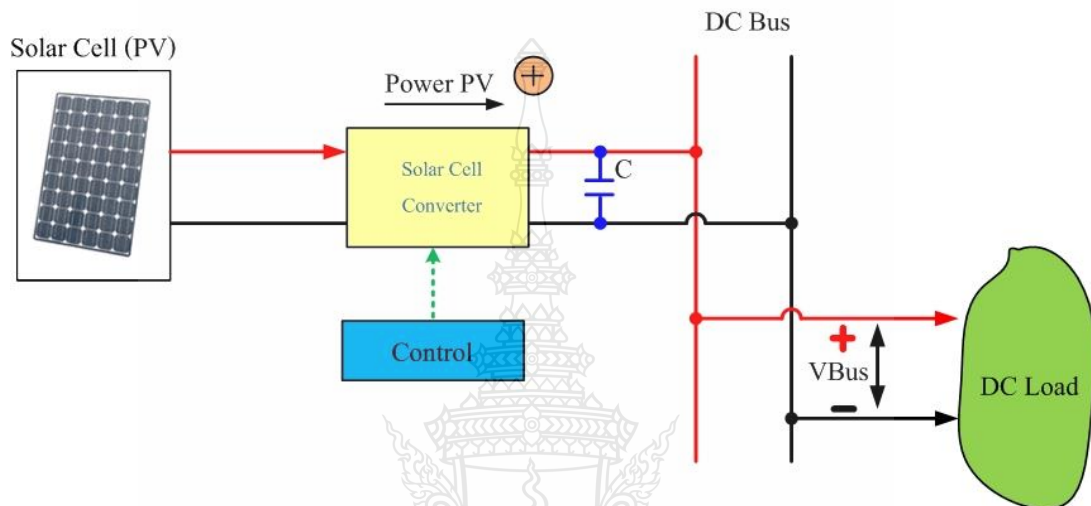 DC Bus
Solar Cell (PV)
Power PV
+
Solar Cell
Converter
C
Control
+
VBus
−
DC Load